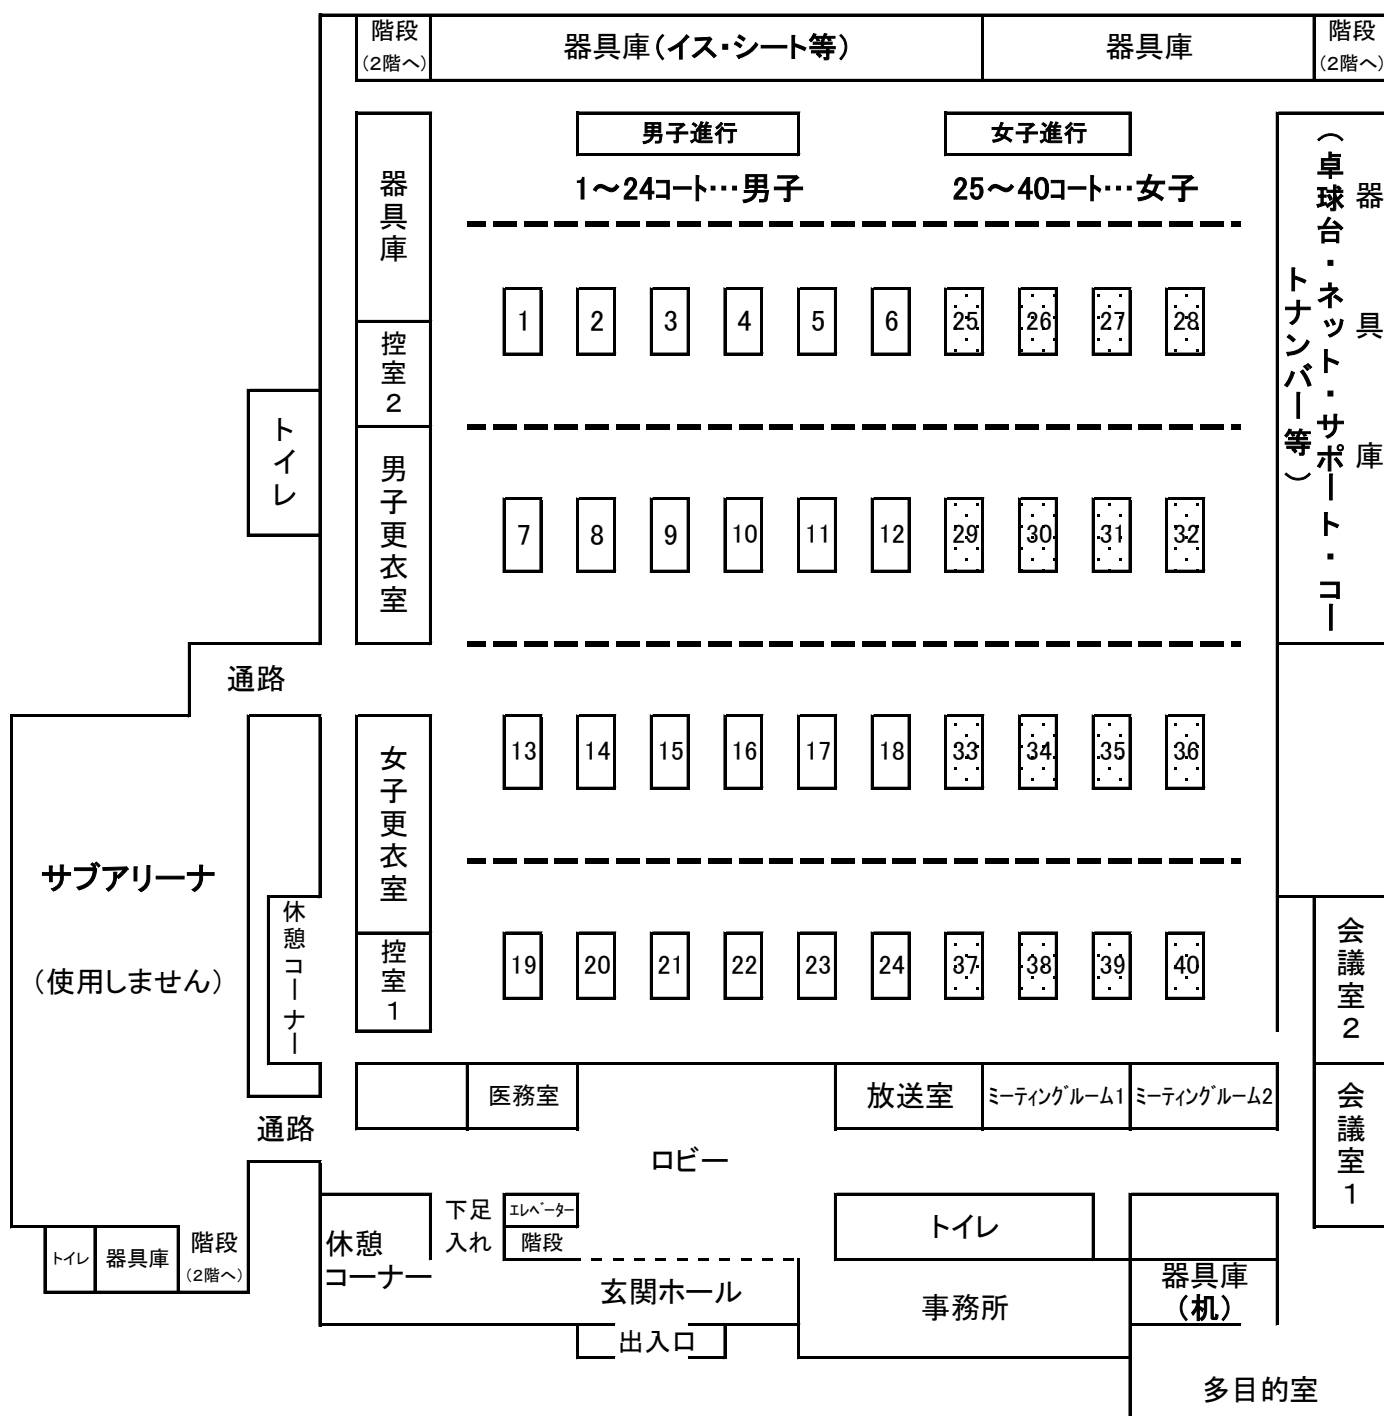 階段
(2階へ)
器具庫(イス・シート等)
器具庫
階段
(2階へ)
男子進行
女子進行
1～24コート…男子
25～40コート…女子
器具庫
(卓球台・ネット・サポート・コー
トナンバー等)
器具庫
控室2
トイレ
男子更衣室
1 2 3 4 5 6 25 26 27 28
7 8 9 10 11 12 29 30 31 32
通路
13 14 15 16 17 18 33 34 35 36
女子更衣室
サブアリーナ
(使用しません)
休憩コーナー
控室1
19 20 21 22 23 24 37 38 39 40
会議室2
医務室
放送室
ミーティングルーム1
ミーティングルーム2
会議室1
通路
ロビー
下足
入れ
エレベーター
階段
トイレ
トイレ
器具庫
階段
(2階へ)
休憩
コーナー
玄関ホール
事務所
器具庫
(机)
出入口
多目的室